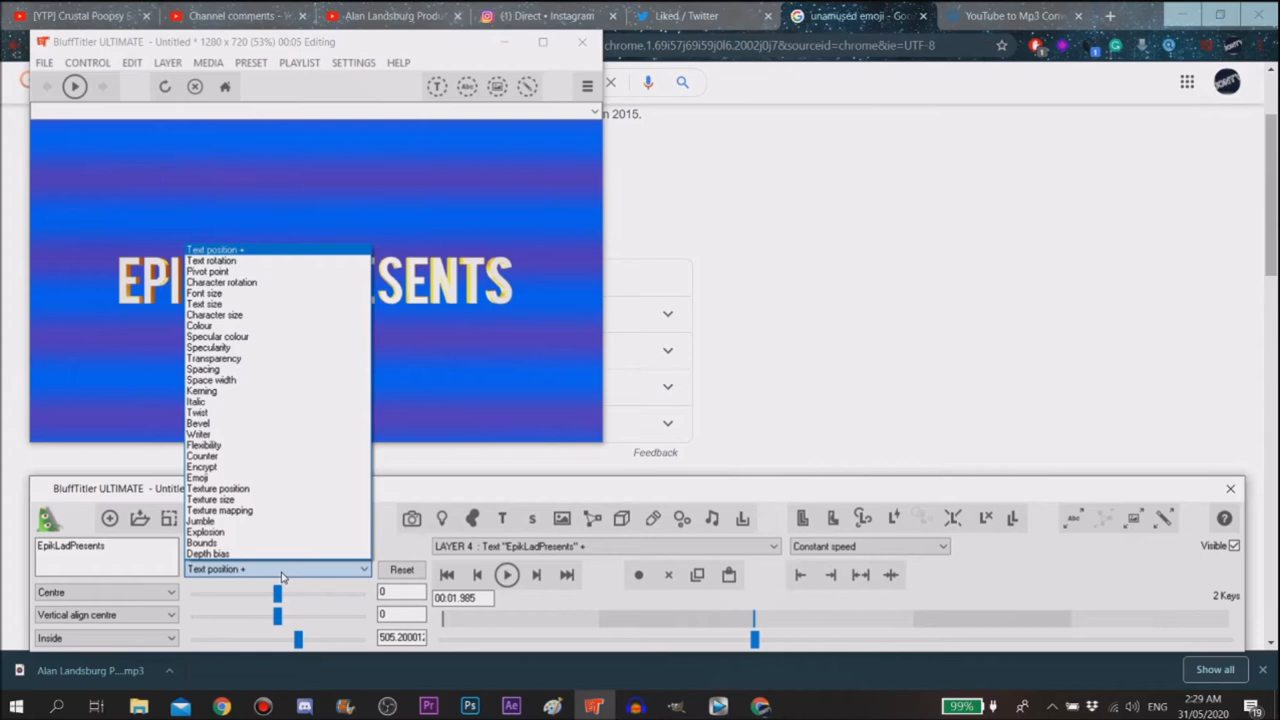 [YTP] Crustal Poopsy S
Channel comments - Y
Alan Landsburg Produ
(1) Direct • Instagram
Liked / Twitter
unamused emoji - Goo
YouTube to Mp3 Con
BluffTitler ULTIMATE - Untitled * 1280 x 720 (53%) 00:05 Editing
chrome.1.69i57j69i59j0l6.2002j0j7&sourceid=chrome&ie=UTF-8
FILE CONTROL EDIT LAYER MEDIA PRESET PLAYLIST SETTINGS HELP
n 2015.
EPI
ESENTS
Text position +
Text rotation
Pivot point
Character rotation
Font size
Text size
Character size
Colour
Specular colour
Specularity
Transparency
Spacing
Space width
Kerning
Italic
Twist
Bevel
Writer
Flexibility
Counter
Encrypt
Emoji
Texture position
Texture size
Texture mapping
Jumble
Explosion
Bounds
Depth bias
Feedback
BluffTitler ULTIMATE - Untitle
EpikLadPresents
LAYER 4 : Text "EpikLadPresents" +
Constant speed
Visible
Text position +
Reset
Centre
0
00:01.985
2 Keys
Vertical align centre
0
Inside
505.200012
Alan Landsburg P....mp3
Show all
99%
ENG
2:29 AM
31/05/2020
19